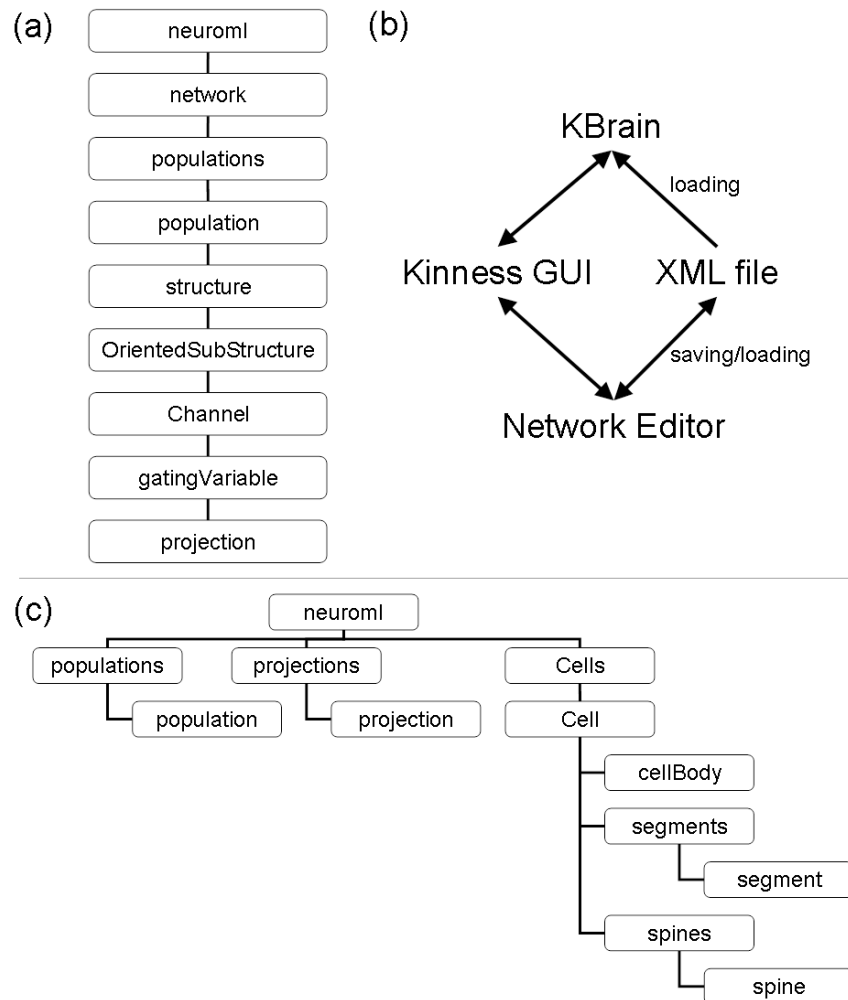 (a)
neuroml
network
populations
population
structure
OrientedSubStructure
Channel
gatingVariable
projection
(b)
KBrain
loading
Kinness GUI
XML file
saving/loading
Network Editor
(c)
neuroml
populations
projections
Cells
population
projection
Cell
cellBody
segments
segment
spines
spine